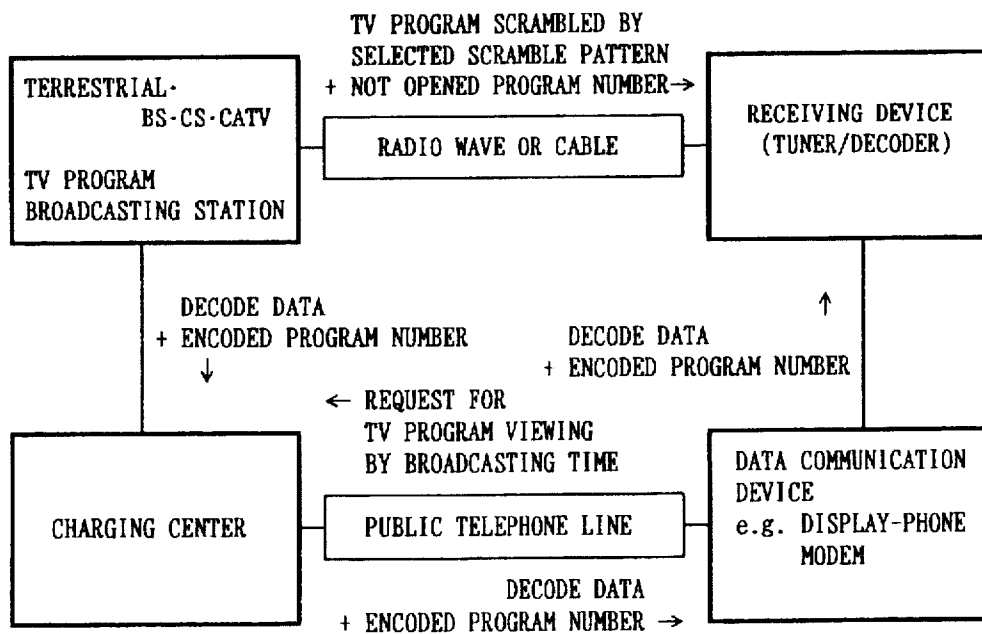 TV PROGRAM SCRAMBLED BY
SELECTED SCRAMBLE PATTERN
+ NOT OPENED PROGRAM NUMBER→
TERRESTRIAL·
BS·CS·CATV
TV PROGRAM
BROADCASTING STATION
RADIO WAVE OR CABLE
RECEIVING DEVICE
(TUNER/DECODER)
DECODE DATA
+ ENCODED PROGRAM NUMBER
↓
↑
DECODE DATA
+ ENCODED PROGRAM NUMBER
← REQUEST FOR
TV PROGRAM VIEWING
BY BROADCASTING TIME
CHARGING CENTER
PUBLIC TELEPHONE LINE
DATA COMMUNICATION
DEVICE
e.g. DISPLAY-PHONE
MODEM
DECODE DATA
+ ENCODED PROGRAM NUMBER →